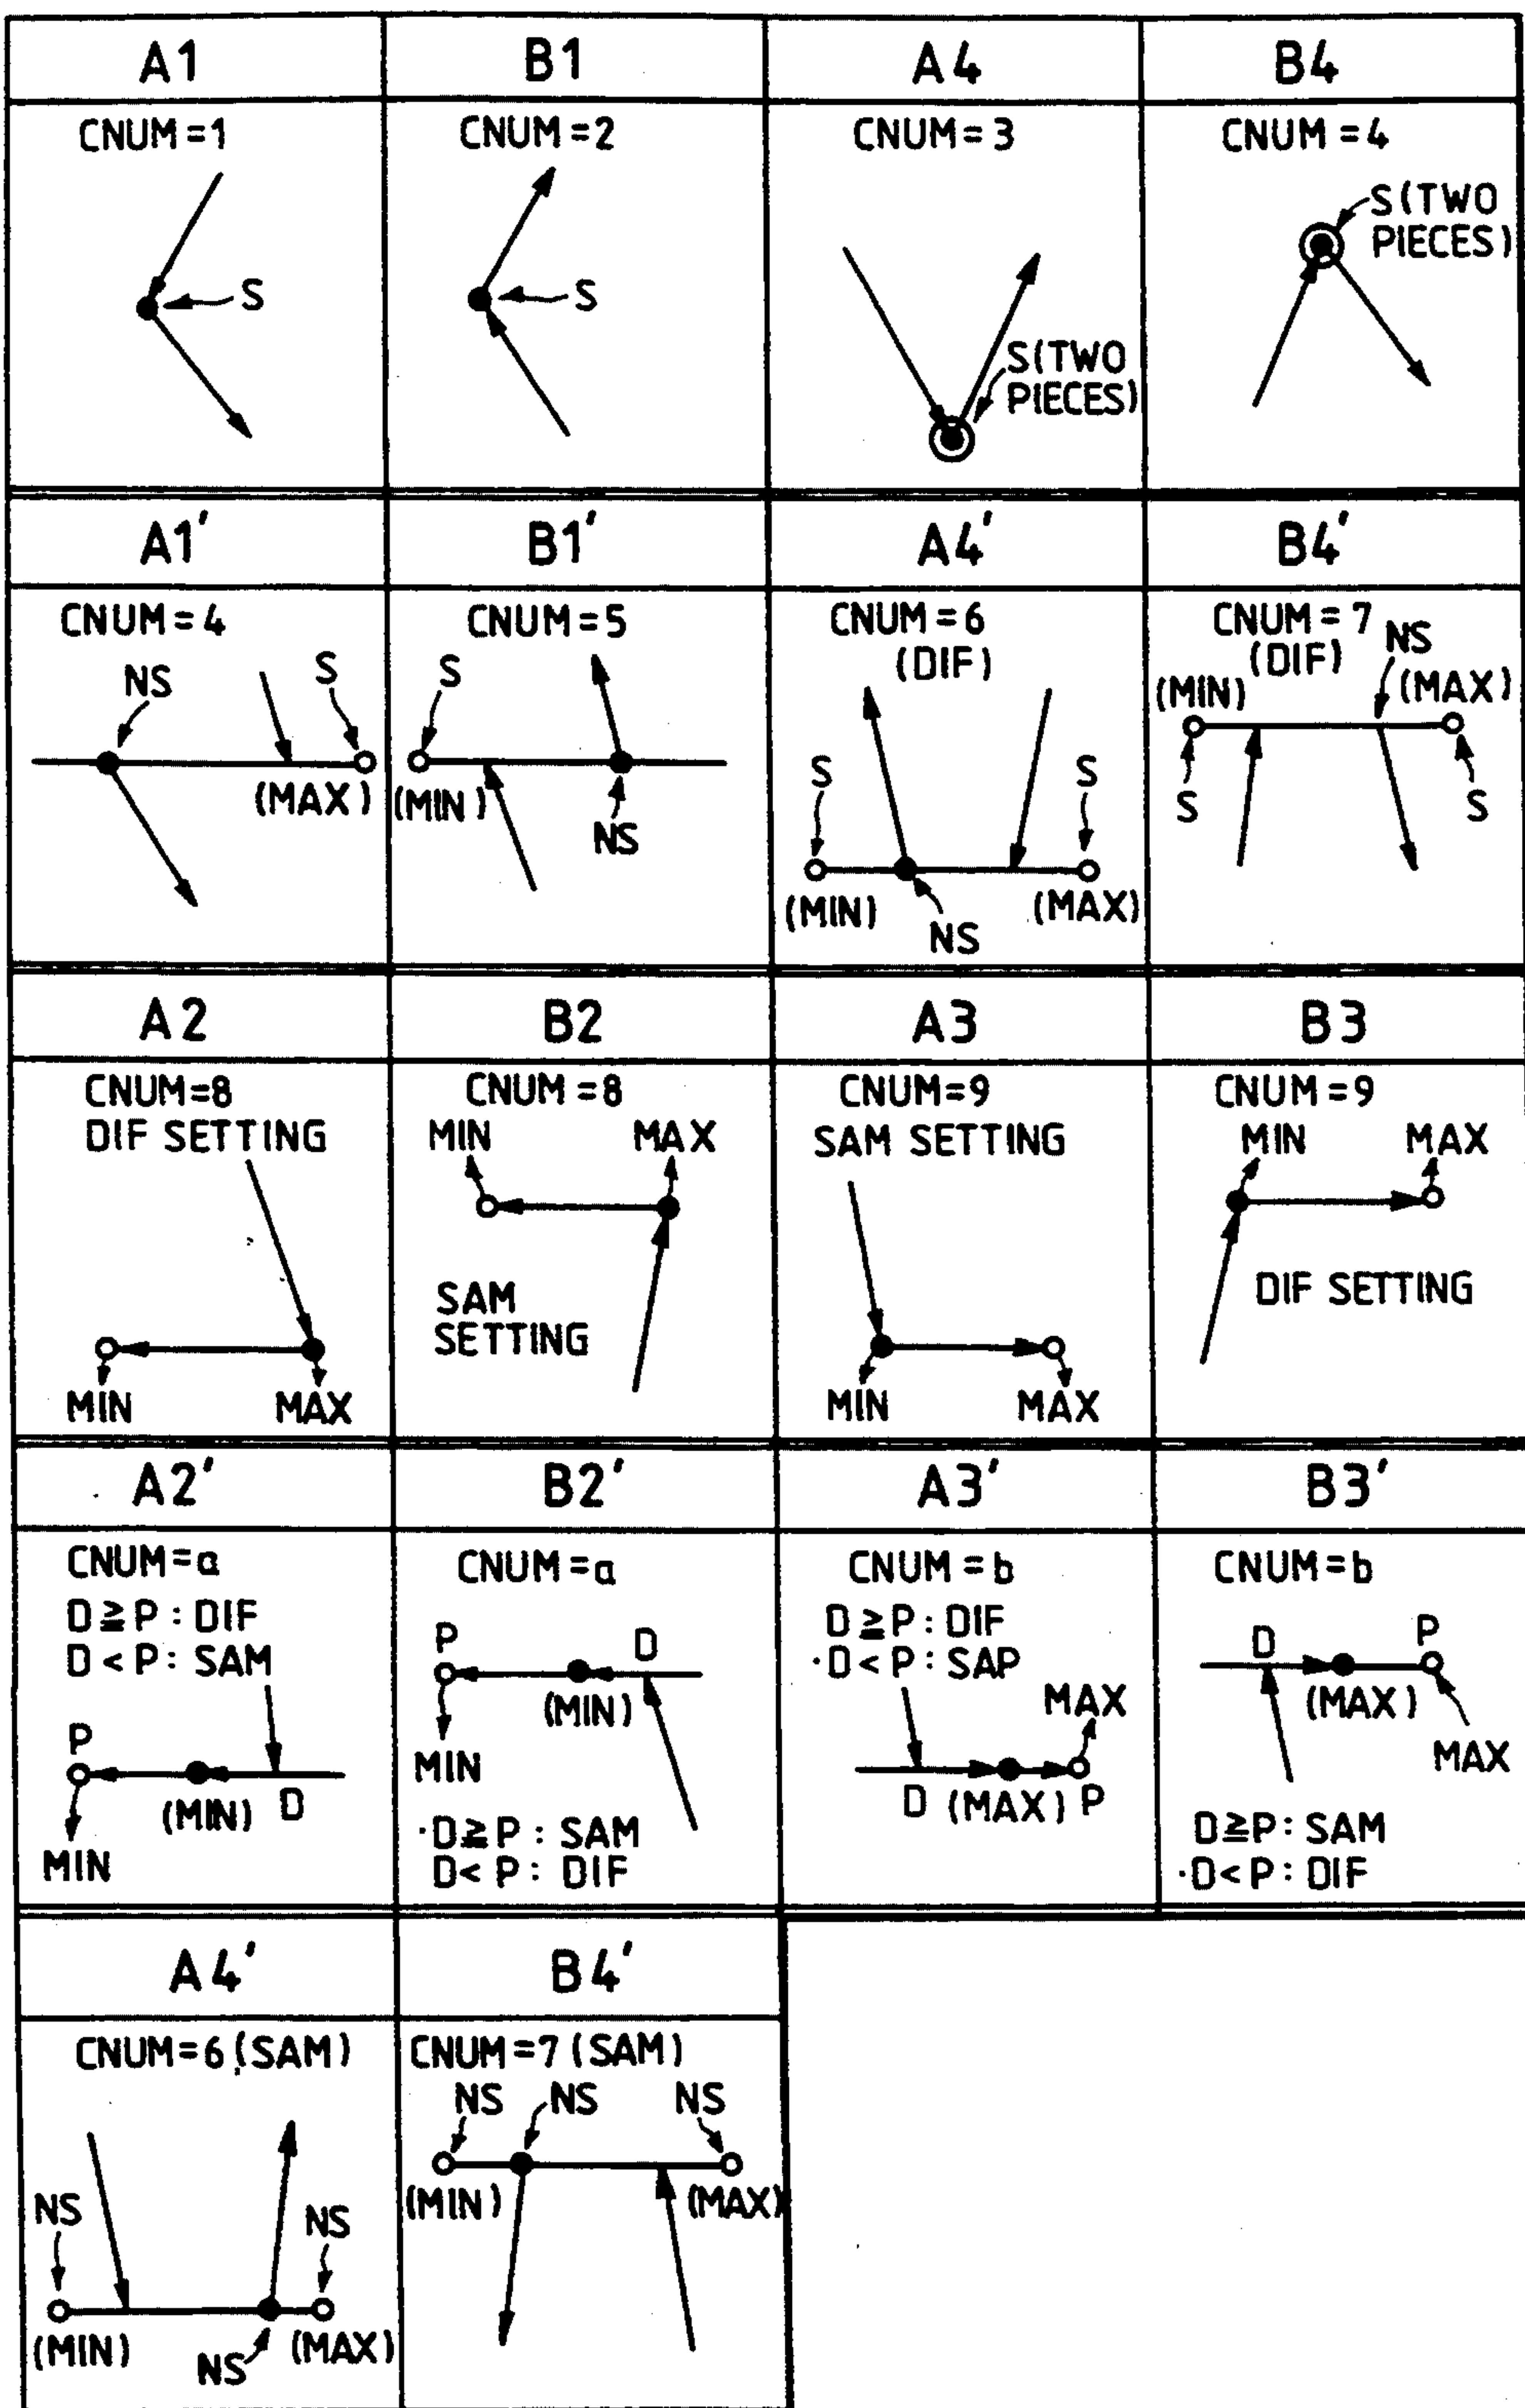 A1
B1
A4
B4
CNUM=1
S
CNUM=2
S
CNUM=3
S(TWO
PIECES)
CNUM=4
S(TWO
PIECES)
A1'
B1'
A4'
B4'
CNUM=4
NS
S
(MAX)
CNUM=5
S
(MIN)
NS
CNUM=6
(DIF)
S
S
(MIN)
(MAX)
NS
CNUM=7
(DIF)
NS
(MIN)
(MAX)
S
S
A2
B2
A3
B3
CNUM=8
DIF SETTING
MIN
MAX
CNUM=8
MIN
MAX
SAM
SETTING
CNUM=9
SAM SETTING
MIN
MAX
CNUM=9
MIN
MAX
DIF SETTING
A2'
B2'
A3'
B3'
CNUM=a
D≧P:DIF
D<P:SAM
P
(MIN)
D
MIN
CNUM=a
P
D
(MIN)
MIN
D≧P:SAM
D<P:DIF
CNUM=b
D≧P:DIF
D<P:SAP
MAX
D
(MAX)
P
CNUM=b
D
P
(MAX)
MAX
D≧P:SAM
D<P:DIF
A4'
B4'
CNUM=6(SAM)
NS
NS
(MIN)
NS
(MAX)
CNUM=7(SAM)
NS
NS
NS
(MIN)
(MAX)